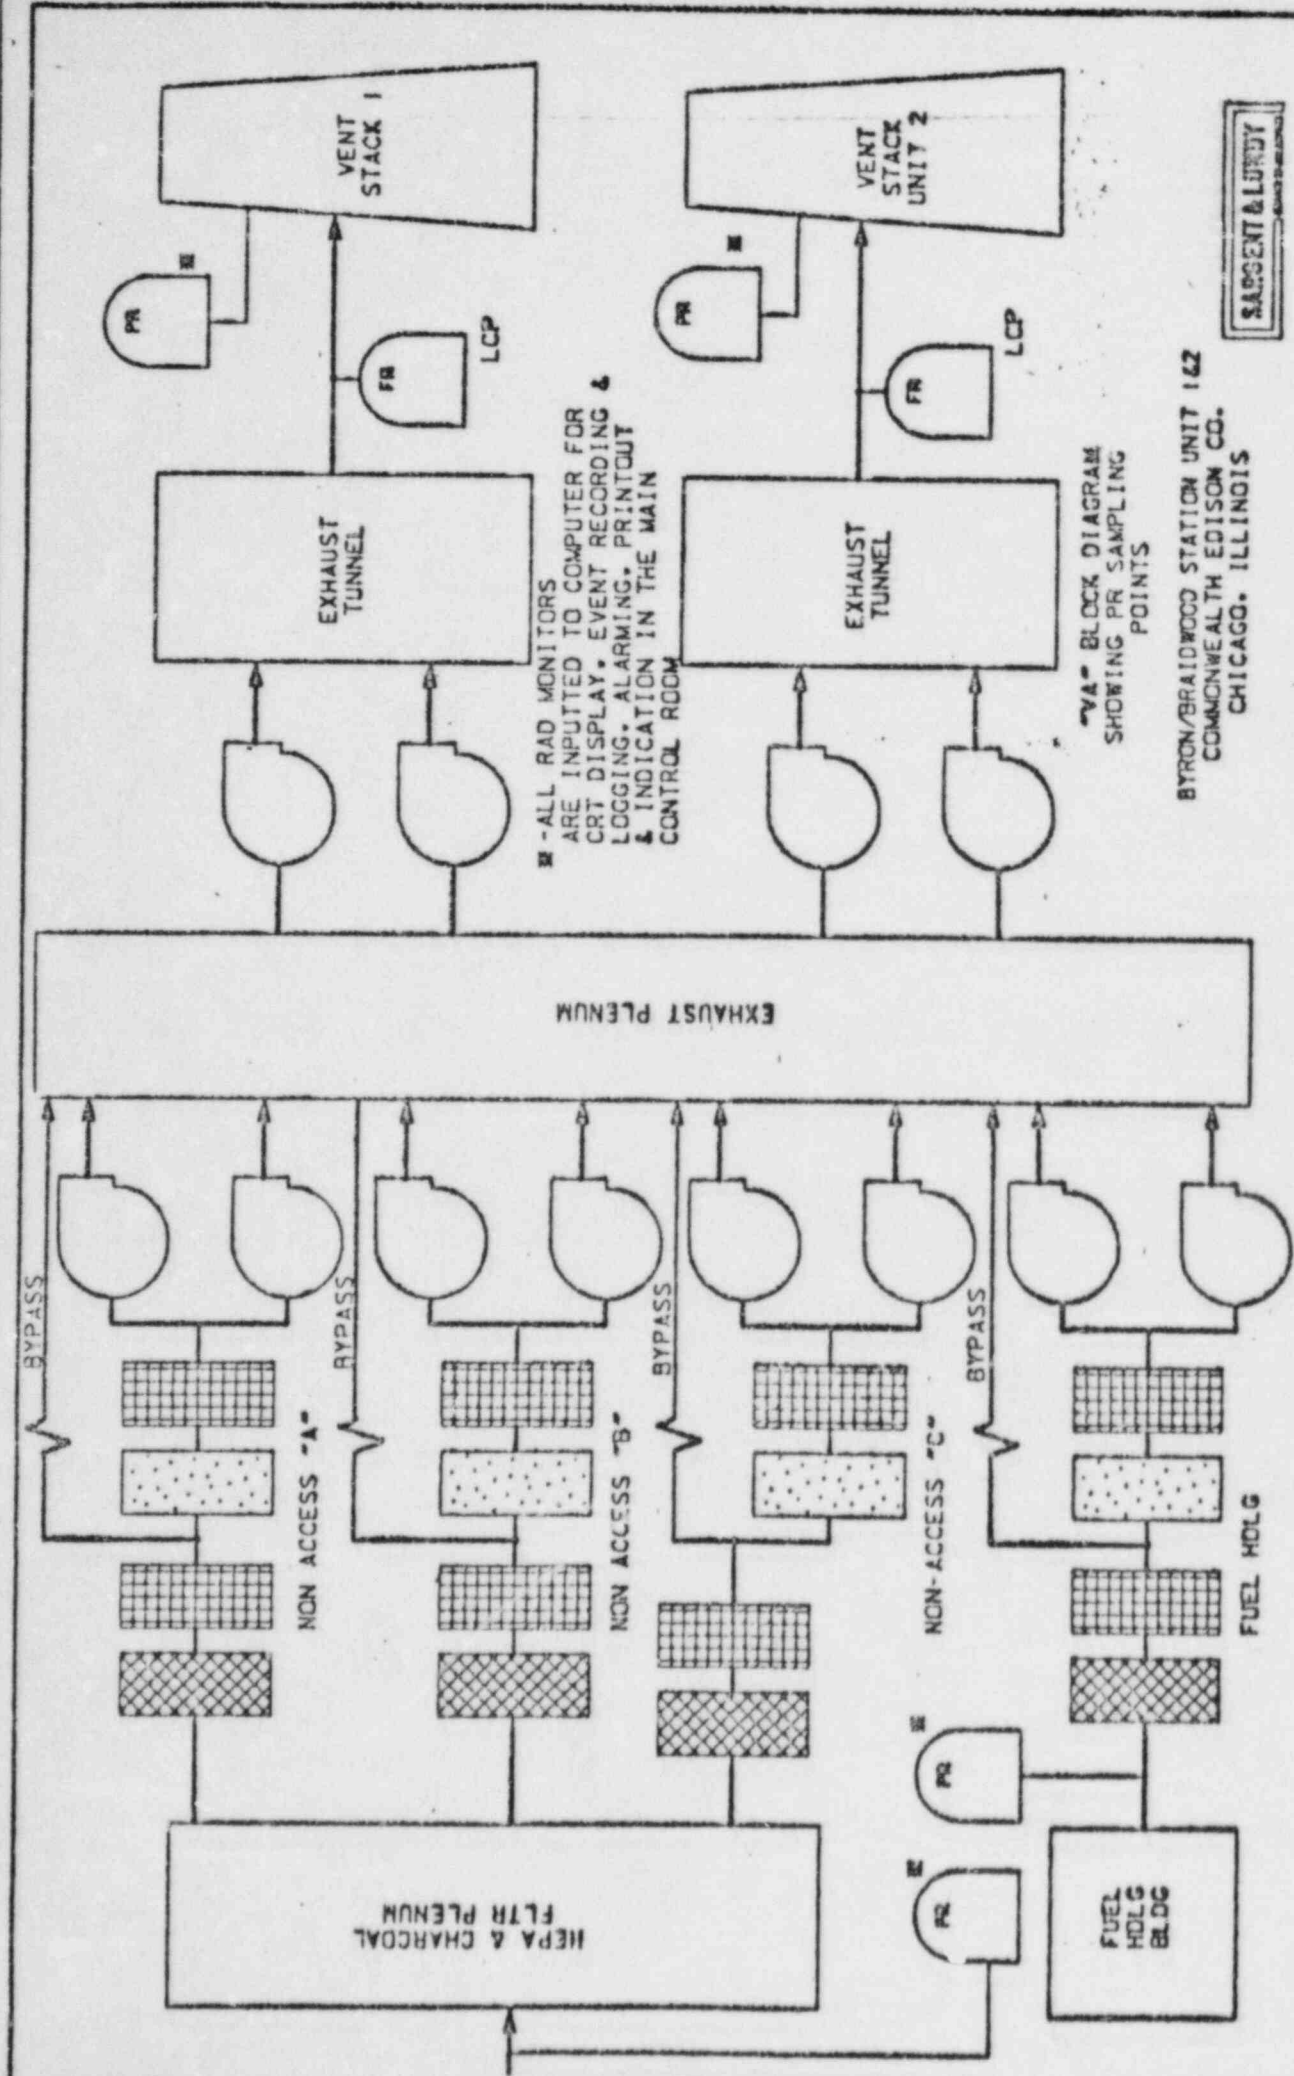 VENT
STACK 1
PR
FR
LCP
EXHAUST
TUNNEL
■ -ALL RAD MONITORS
ARE INPUTTED TO COMPUTER FOR
CRT DISPLAY, EVENT RECORDING &
LOGGING, ALARMING, PRINTOUT
& INDICATION IN THE MAIN
CONTROL ROOM
VENT
STACK
UNIT 2
PR
FR
LCP
EXHAUST
TUNNEL
EXHAUST PLENUM
BYPASS
NON ACCESS "A"
BYPASS
NON ACCESS "B"
BYPASS
NON-ACCESS "C"
BYPASS
FUEL HDLG
HEPA & CHARCOAL
FLTR PLENUM
PR
PR
FUEL
HDLG
BLDG
"VA" BLOCK DIAGRAM
SHOWING PR SAMPLING
POINTS
BYRON/BRAIDWOOD STATION UNIT 1&2
COMMONWEALTH EDISON CO.
CHICAGO, ILLINOIS
SARGENT & LUNDY